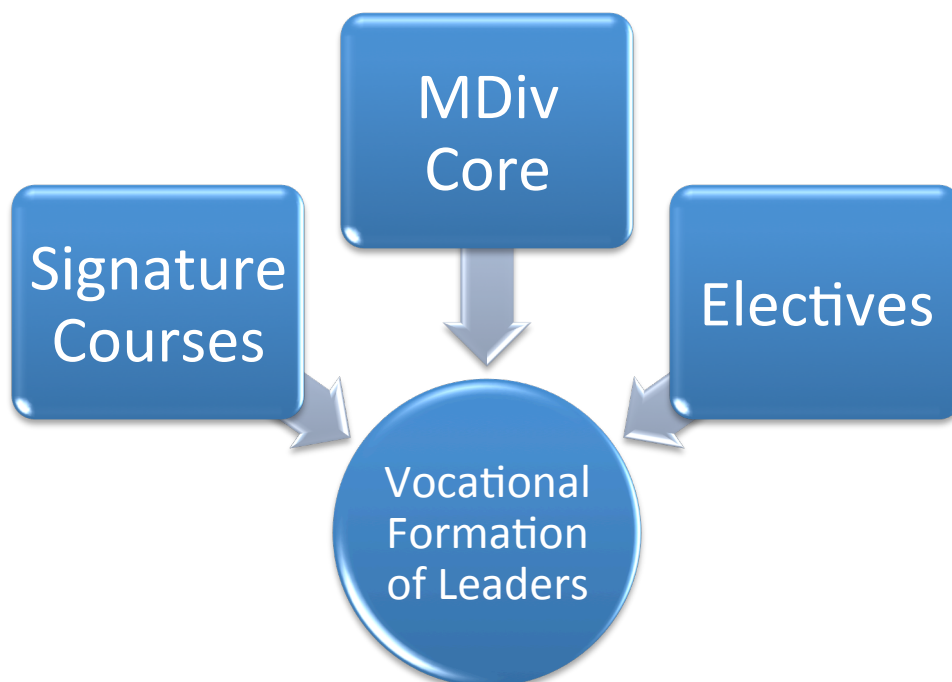 MDiv
Core
Signature
Courses
Electives
Vocational
Formation
of Leaders